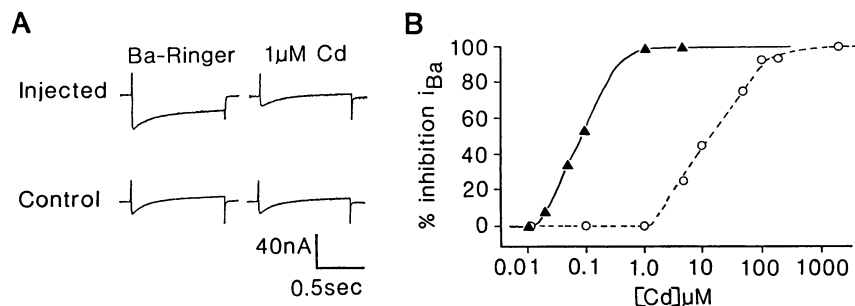 A
Ba-Ringer 1µM Cd
Injected
Control
40nA
0.5sec
B
% inhibition iBa
100
80
60
40
20
0
0.01 0.1 1.0 10 100 1000
[Cd]µM